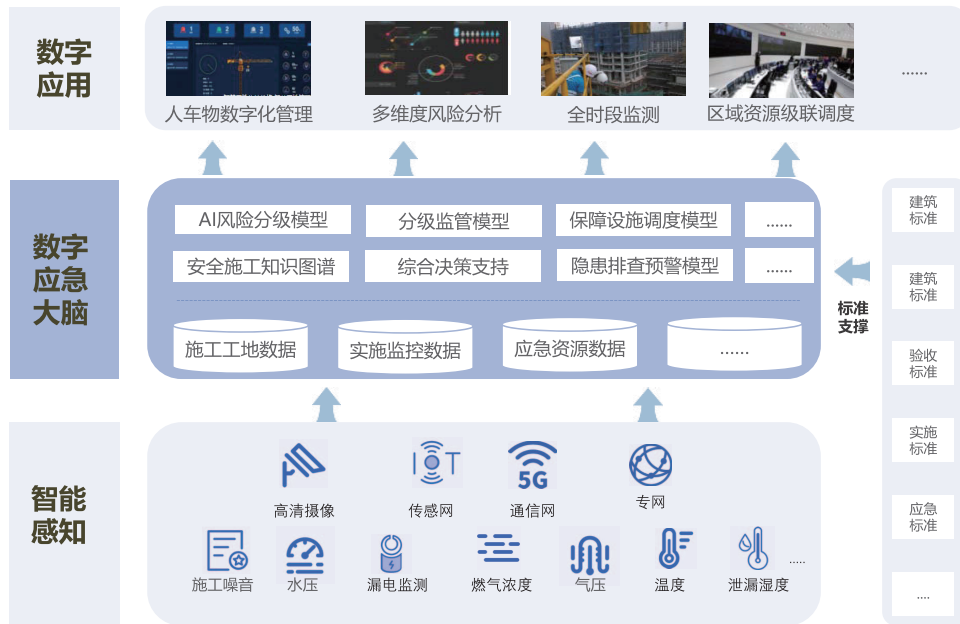 数字
应用
人车物数字化管理
多维度风险分析
全时段监测
区域资源级联调度
......
数字
应急
大脑
AI风险分级模型
分级监管模型
保障设施调度模型
......
安全施工知识图谱
综合决策支持
隐患排查预警模型
......
施工工地数据
实施监控数据
应急资源数据
......
标准
支撑
建筑
标准
建筑
标准
验收
标准
实施
标准
应急
标准
....
智能
感知
高清摄像
IOT
传感网
5G
通信网
专网
施工噪音
水压
漏电监测
燃气浓度
气压
温度
泄漏湿度
.....